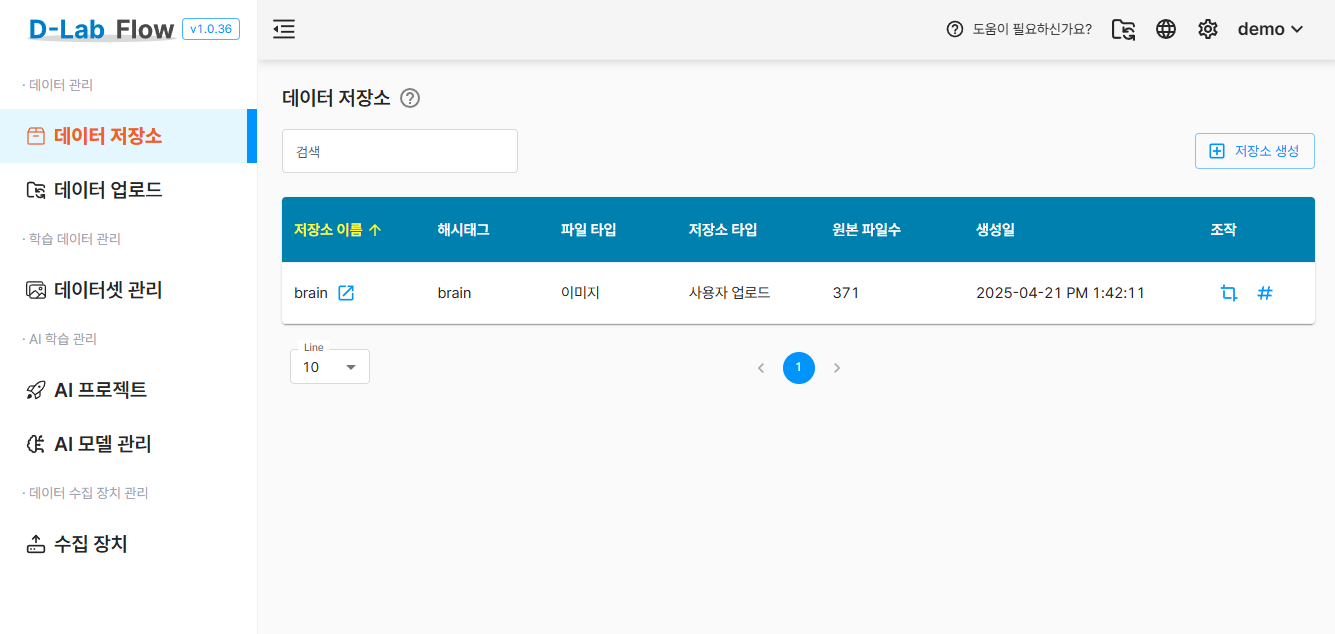 D-Lab Flow v1.0.36
도움이 필요하신가요?
demo
· 데이터 관리
데이터 저장소
데이터 업로드
· 학습 데이터 관리
데이터셋 관리
· AI 학습 관리
AI 프로젝트
AI 모델 관리
· 데이터 수집 장치 관리
수집 장치
데이터 저장소
검색
저장소 생성
저장소 이름 해시태그 파일 타입 저장소 타입 원본 파일수 생성일 조작
brain brain 이미지 사용자 업로드 371 2025-04-21 PM 1:42:11
Line
10
1